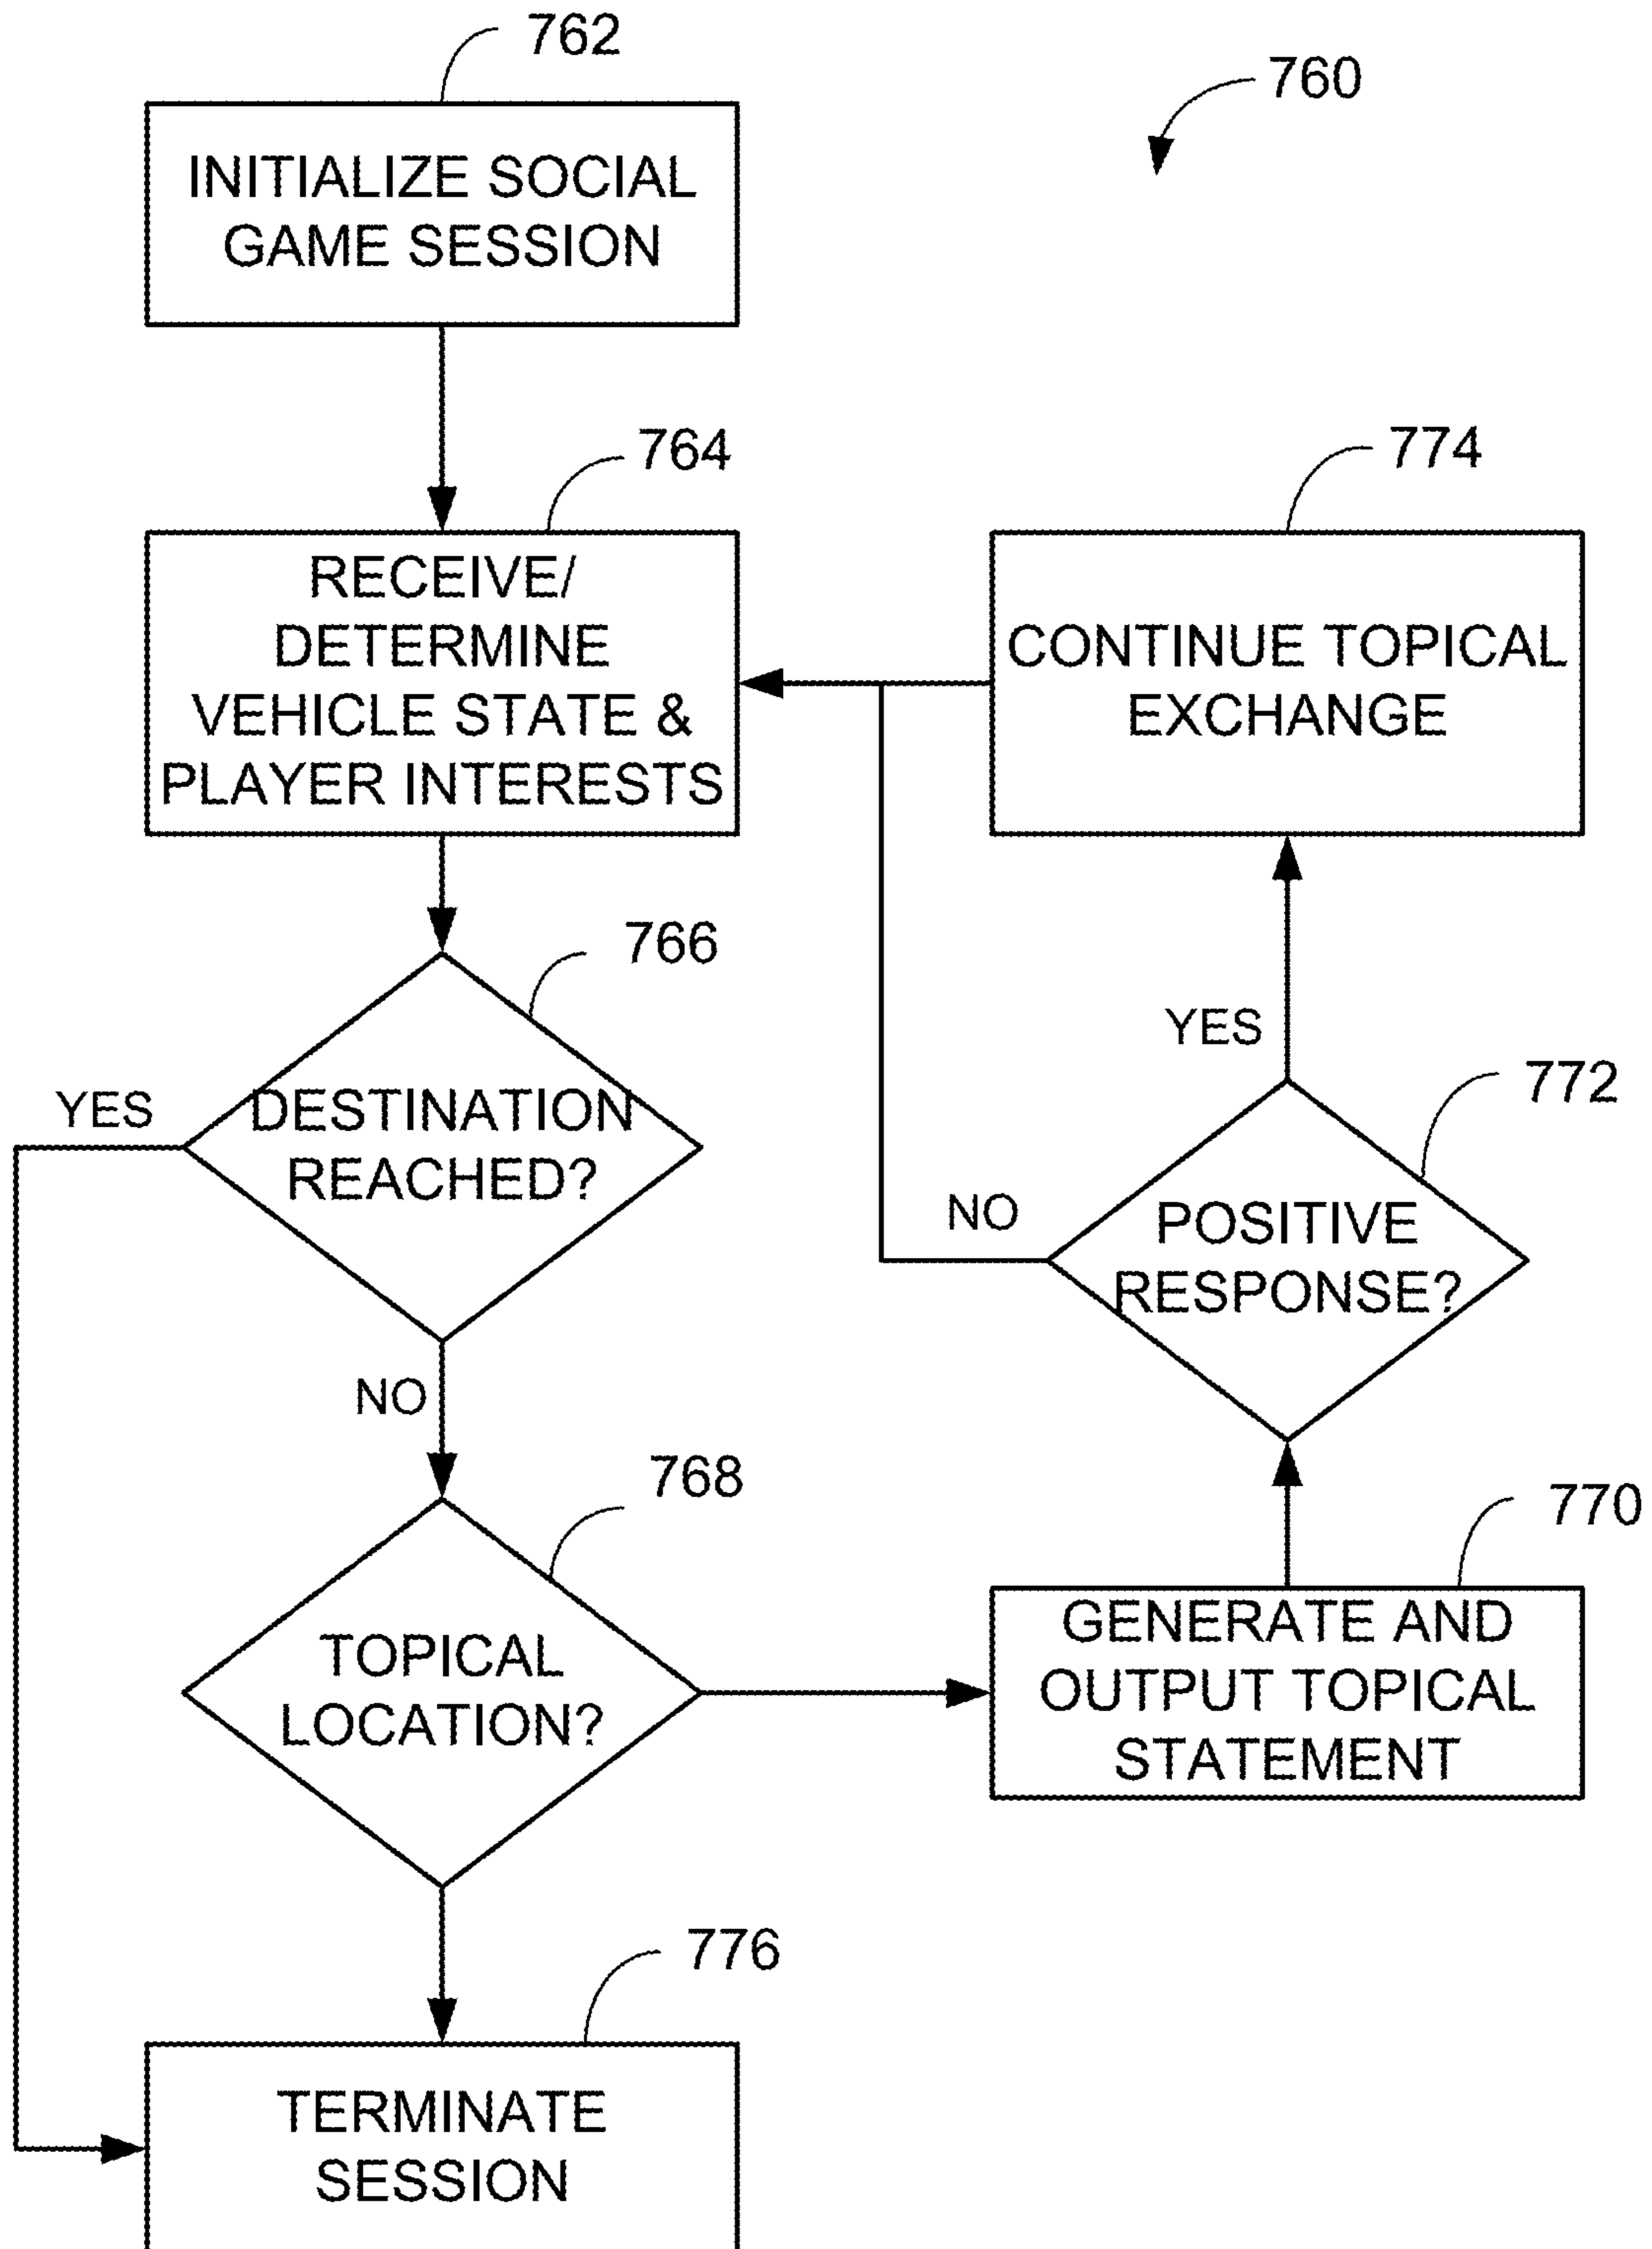 762
760
INITIALIZE SOCIAL
GAME SESSION
764
774
RECEIVE/
DETERMINE
VEHICLE STATE &
PLAYER INTERESTS
CONTINUE TOPICAL
EXCHANGE
766
YES
DESTINATION
REACHED?
YES
772
NO
POSITIVE
RESPONSE?
NO
768
770
TOPICAL
LOCATION?
GENERATE AND
OUTPUT TOPICAL
STATEMENT
776
TERMINATE
SESSION